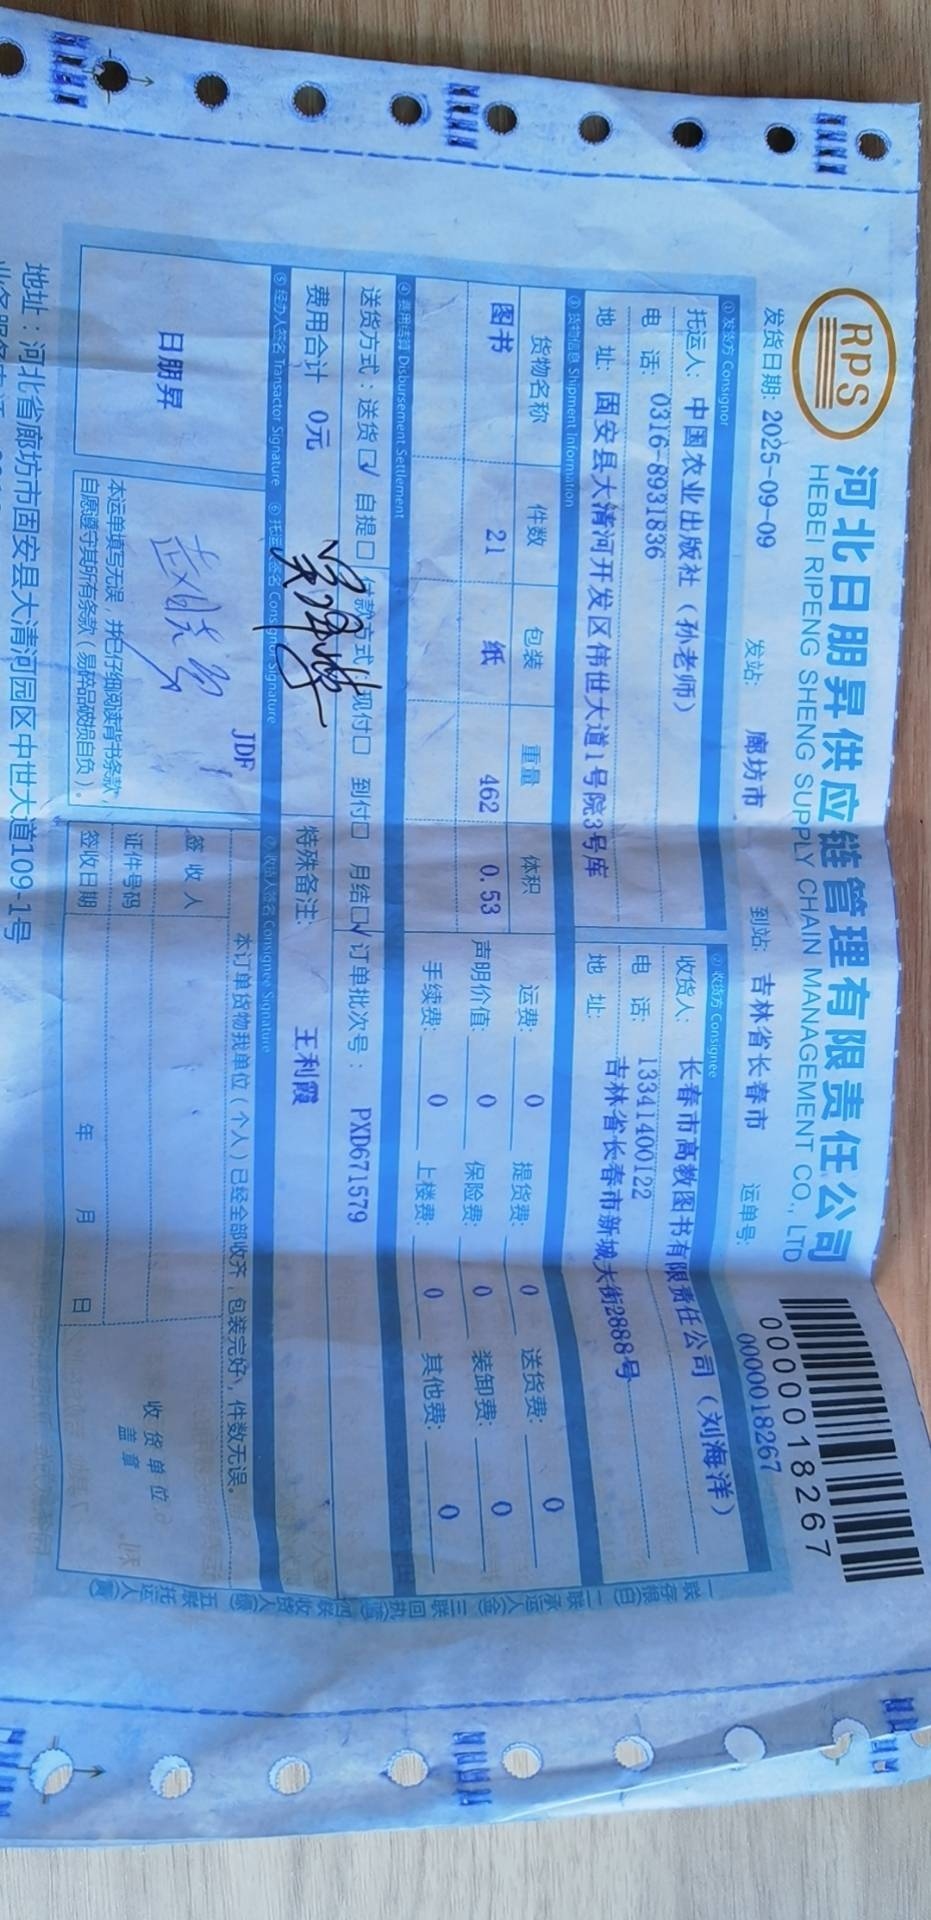 RPS
河北日朋昇供应链管理有限责任公司
HEBEI RIPENG SHENG SUPPLY CHAIN MANAGEMENT CO., LTD
0000018267
发货日期: 2025-09-09 发站: 廊坊市 到站: 吉林省长春市 运单号: 0000018267
①发货方 Consignor ②收货方 Consignee
托运人: 中国农业出版社（孙老师） 收货人: 长春市高教图书有限责任公司（刘海洋）
电 话: 0316-8931836 电 话: 13341400122
地 址: 固安县大清河开发区伟世大道1号院3号库 地 址: 吉林省长春市新城大街2888号
③货物信息 Shipment Information
货物名称 件数 包装 重量 体积 运费: 0 提货费: 0 送货费: 0
图书 21 纸 462 0.53 声明价值: 0 保险费: 0 装卸费: 0
手续费: 0 上楼费: 0 其他费: 0
④费用结算 Disbursement Settlement
送货方式：送货☑ 自提□ 付款方式：现付□ 到付□ 月结☑ 订单批次号： PXD671579
费用合计 0元 特殊备注: 王利霞
⑤经办人签名 Transactor Signature ⑥托运人签名 Consignor Signature ⑦收货人签名 Consignee Signature
JDF 本订单货物我单位（个人）已经全部收齐，包装完好，件数无误。
日朋昇
签 收 人
证件号码
签收日期 年 月 日
收货单位
盖章
本运单填写无误，并已仔细阅读背书条款，
自愿遵守其所有条款（易碎品破损自负）。
地址：河北省廊坊市固安县大清河园区中世大道109-1号